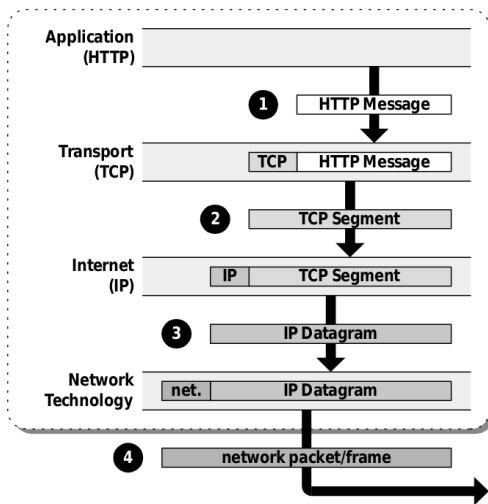 Application
(HTTP)
1 HTTP Message
Transport
(TCP)
TCP HTTP Message
2 TCP Segment
Internet
(IP)
IP TCP Segment
3 IP Datagram
Network
Technology
net. IP Datagram
4 network packet/frame